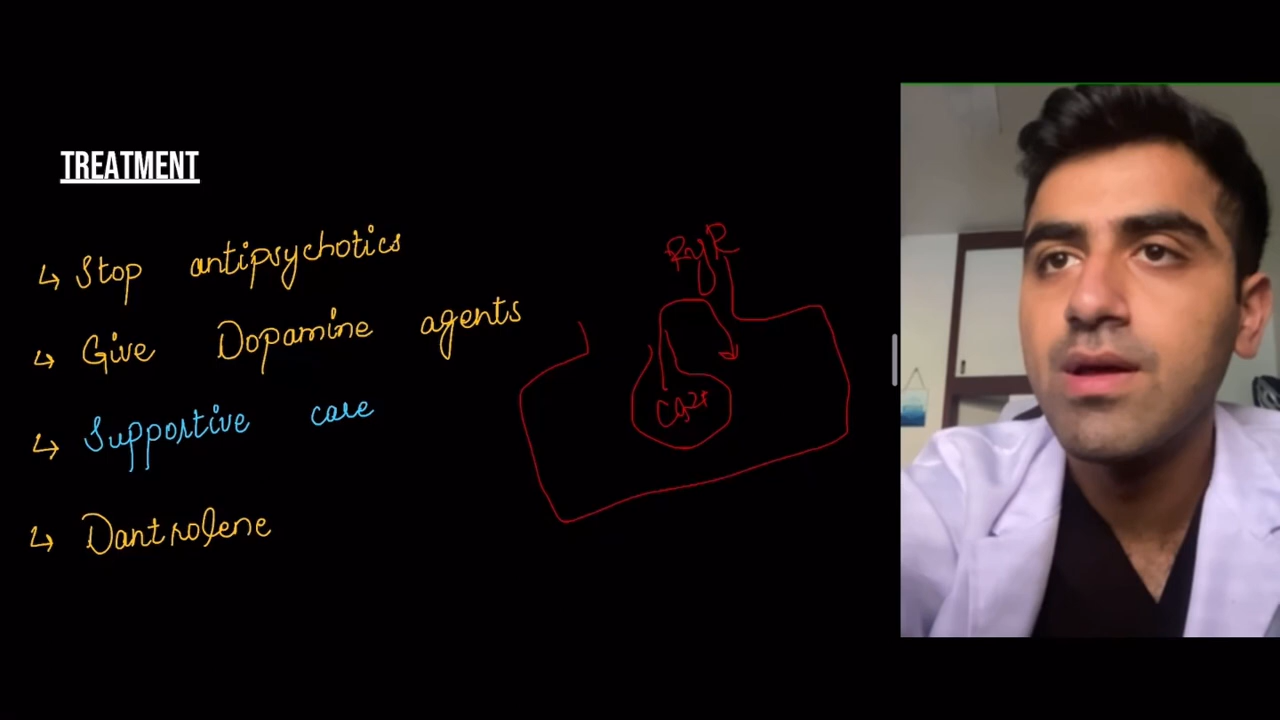 TREATMENT
↳ Stop antipsychotics
↳ Give Dopamine agents
↳ Supportive care
↳ Dantrolene
RyR
Ca2+